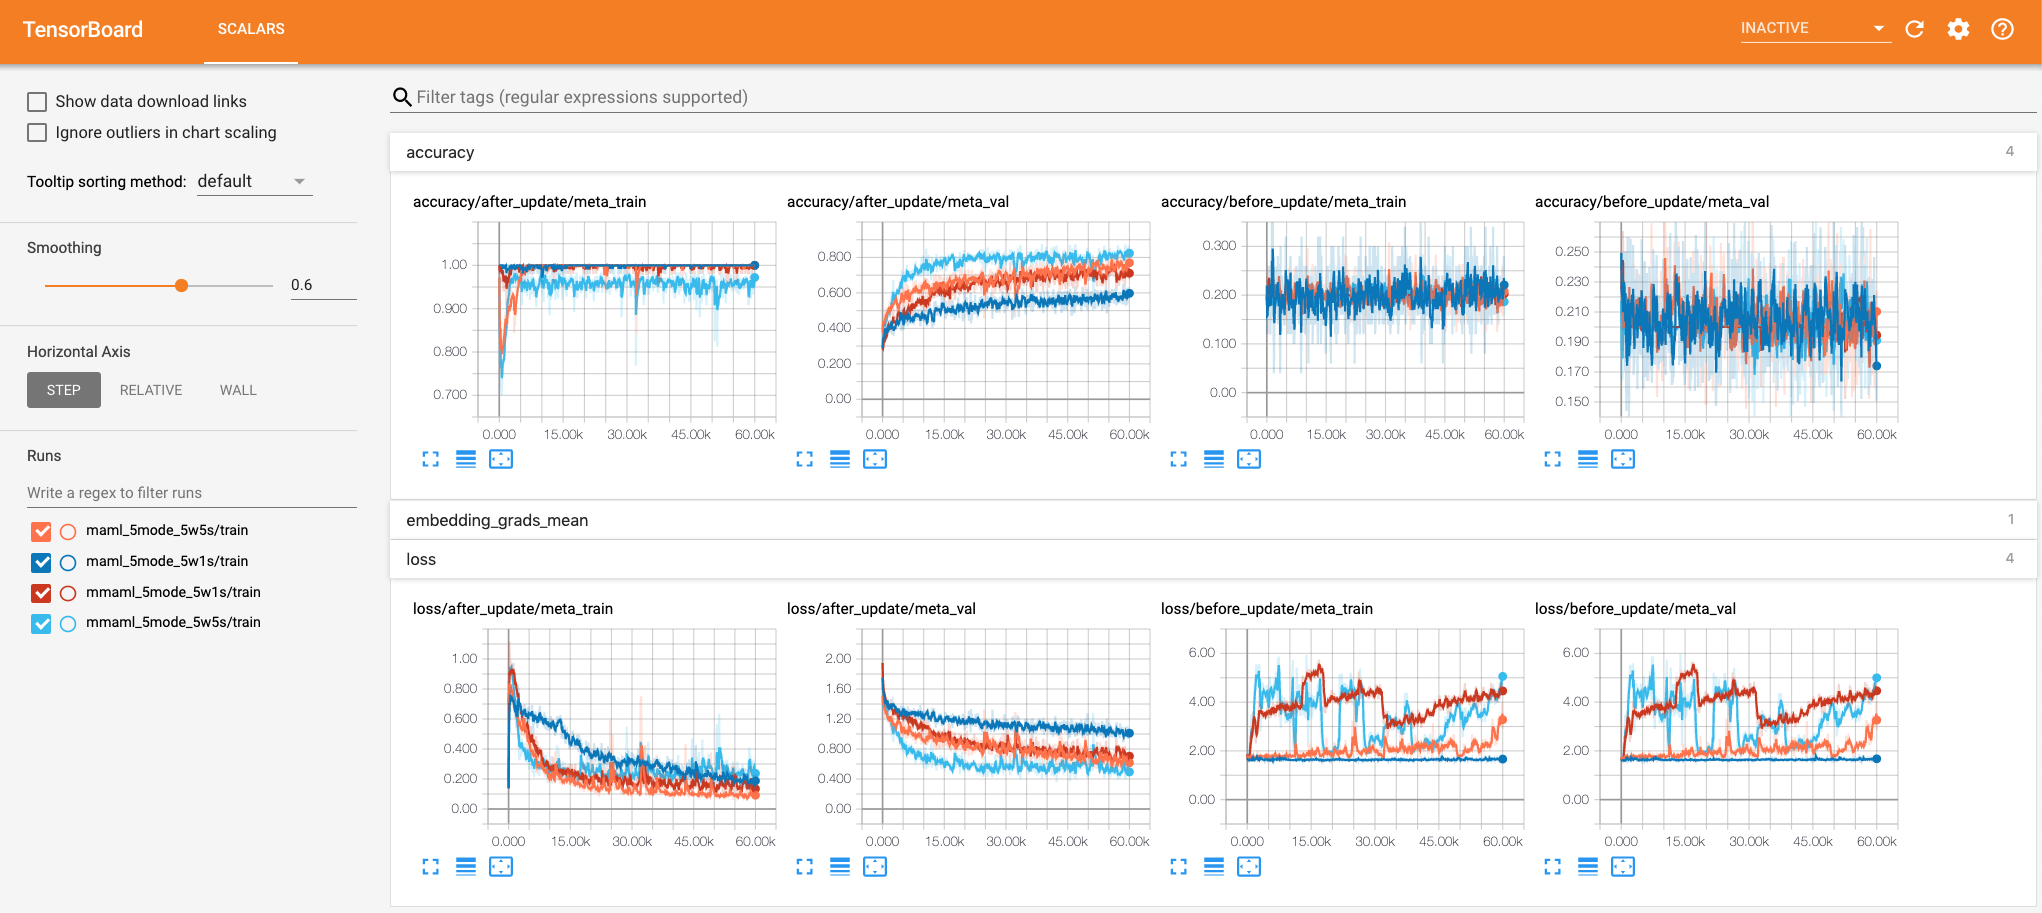 TensorBoard
SCALARS
INACTIVE
Show data download links
Ignore outliers in chart scaling
Tooltip sorting method: default
Smoothing
0.6
Horizontal Axis
STEP RELATIVE WALL
Runs
Write a regex to filter runs
maml_5mode_5w5s/train
maml_5mode_5w1s/train
mmaml_5mode_5w1s/train
mmaml_5mode_5w5s/train
Filter tags (regular expressions supported)
accuracy 4
accuracy/after_update/meta_train
1.00
0.900
0.800
0.700
0.000 15.00k 30.00k 45.00k 60.00k
accuracy/after_update/meta_val
0.800
0.600
0.400
0.200
0.00
0.000 15.00k 30.00k 45.00k 60.00k
accuracy/before_update/meta_train
0.300
0.200
0.100
0.00
0.000 15.00k 30.00k 45.00k 60.00k
accuracy/before_update/meta_val
0.250
0.230
0.210
0.190
0.170
0.150
0.000 15.00k 30.00k 45.00k 60.00k
embedding_grads_mean 1
loss 4
loss/after_update/meta_train
1.00
0.800
0.600
0.400
0.200
0.00
0.000 15.00k 30.00k 45.00k 60.00k
loss/after_update/meta_val
2.00
1.60
1.20
0.800
0.400
0.00
0.000 15.00k 30.00k 45.00k 60.00k
loss/before_update/meta_train
6.00
4.00
2.00
0.00
0.000 15.00k 30.00k 45.00k 60.00k
loss/before_update/meta_val
6.00
4.00
2.00
0.00
0.000 15.00k 30.00k 45.00k 60.00k